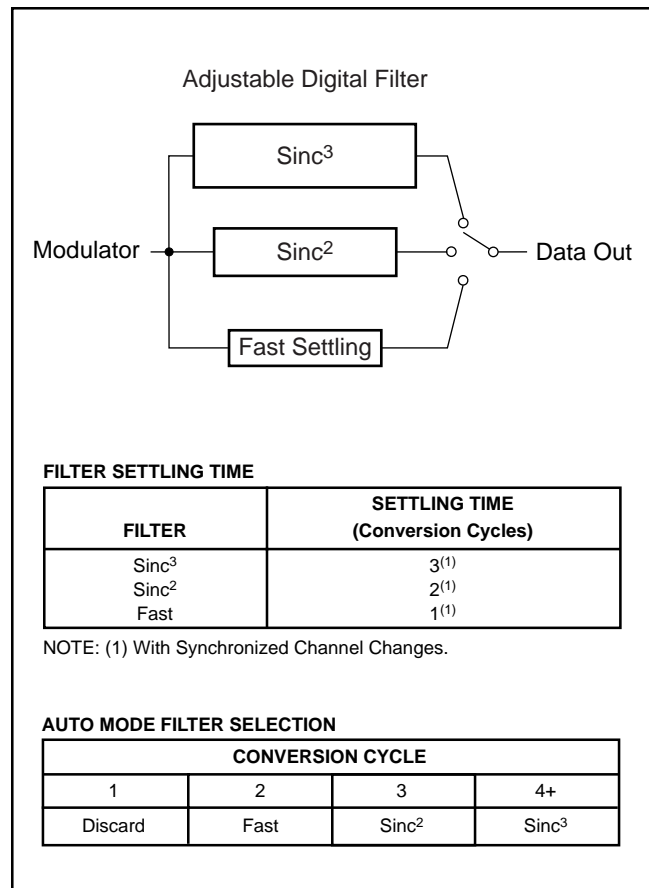 Adjustable Digital Filter
Sinc³
Modulator
Sinc²
Data Out
Fast Settling
FILTER SETTLING TIME
FILTER
SETTLING TIME
(Conversion Cycles)
Sinc³ 3(1)
Sinc² 2(1)
Fast 1(1)
NOTE: (1) With Synchronized Channel Changes.
AUTO MODE FILTER SELECTION
CONVERSION CYCLE
1 2 3 4+
Discard Fast Sinc² Sinc³